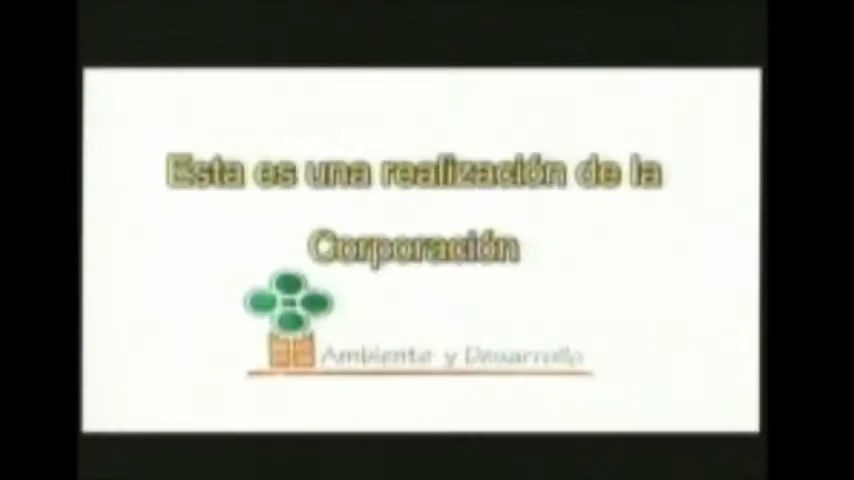 Esta es una realización de la
Corporación
Ambiente y Desarrollo